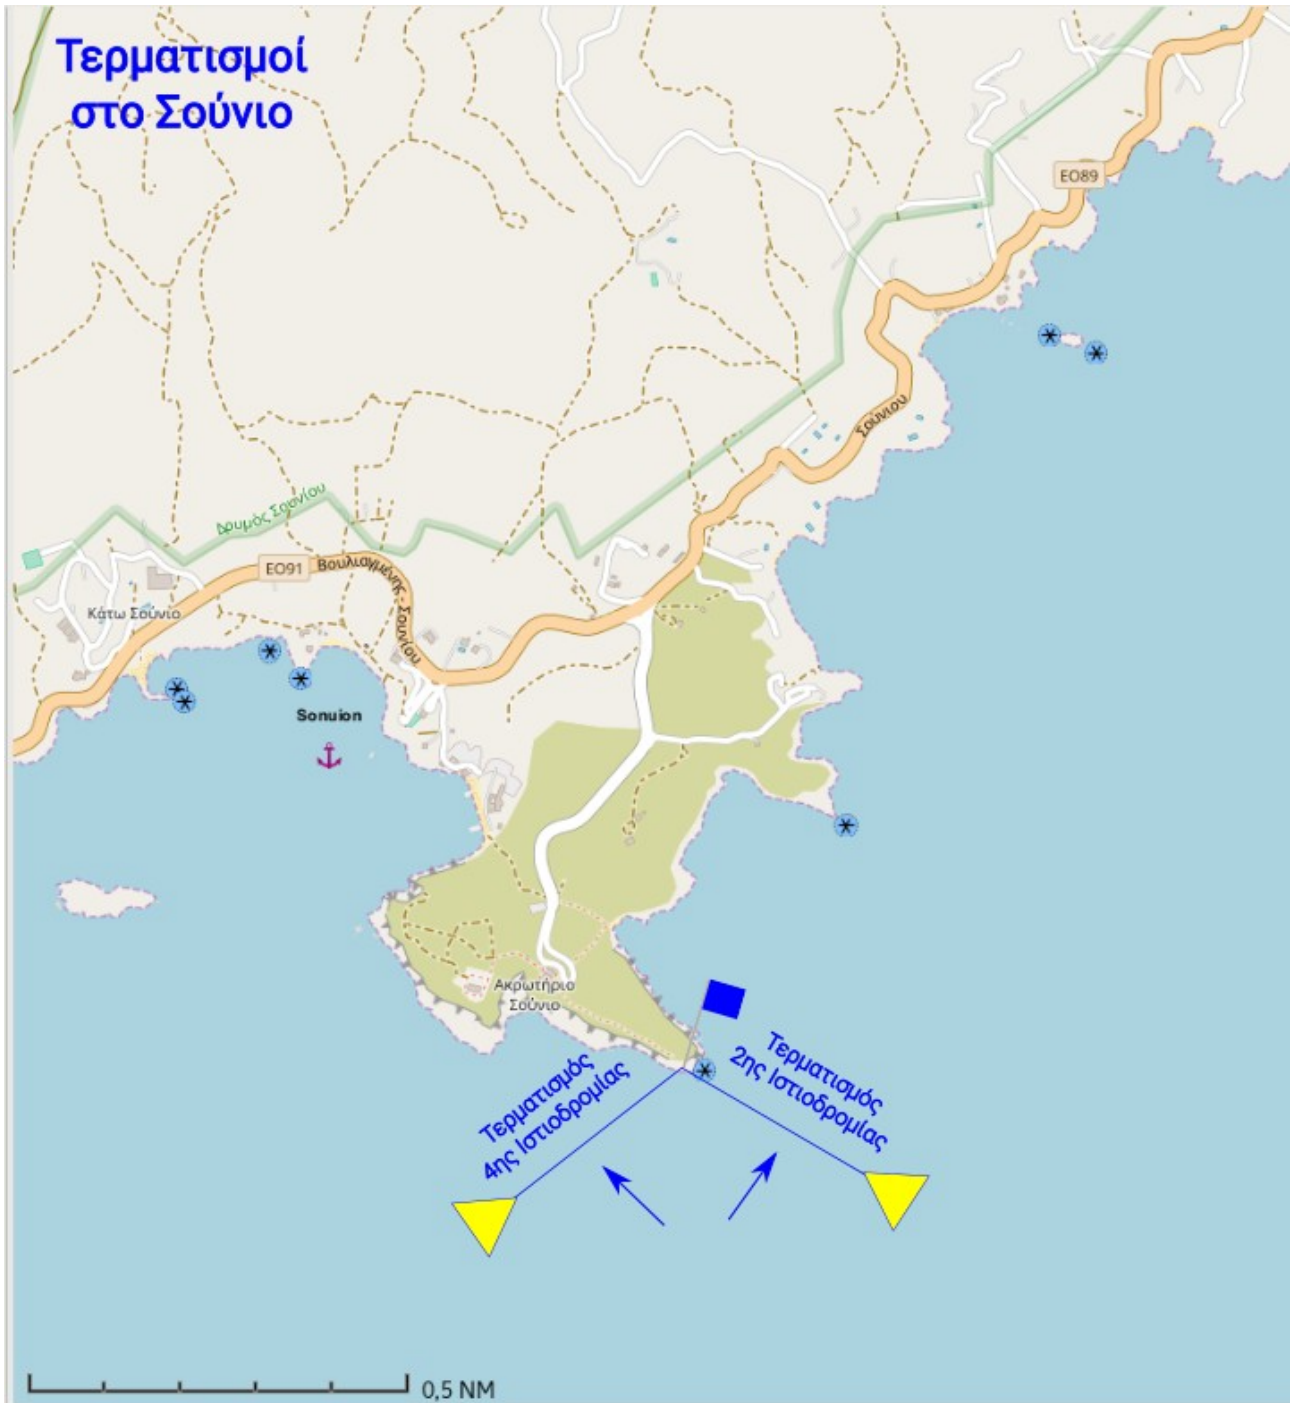 Τερματισμοί
στο Σούνιο
ΕΟ89
Σούνιου
Δρυμός Σουνίου
ΕΟ91
Βουλιαγμένης - Σουνίου
Κάτω Σούνιο
Sonuion
Ακρωτήριο
Σούνιο
Τερματισμός
4ης Ιστιοδρομίας
Τερματισμός
2ης Ιστιοδρομίας
0,5 NM